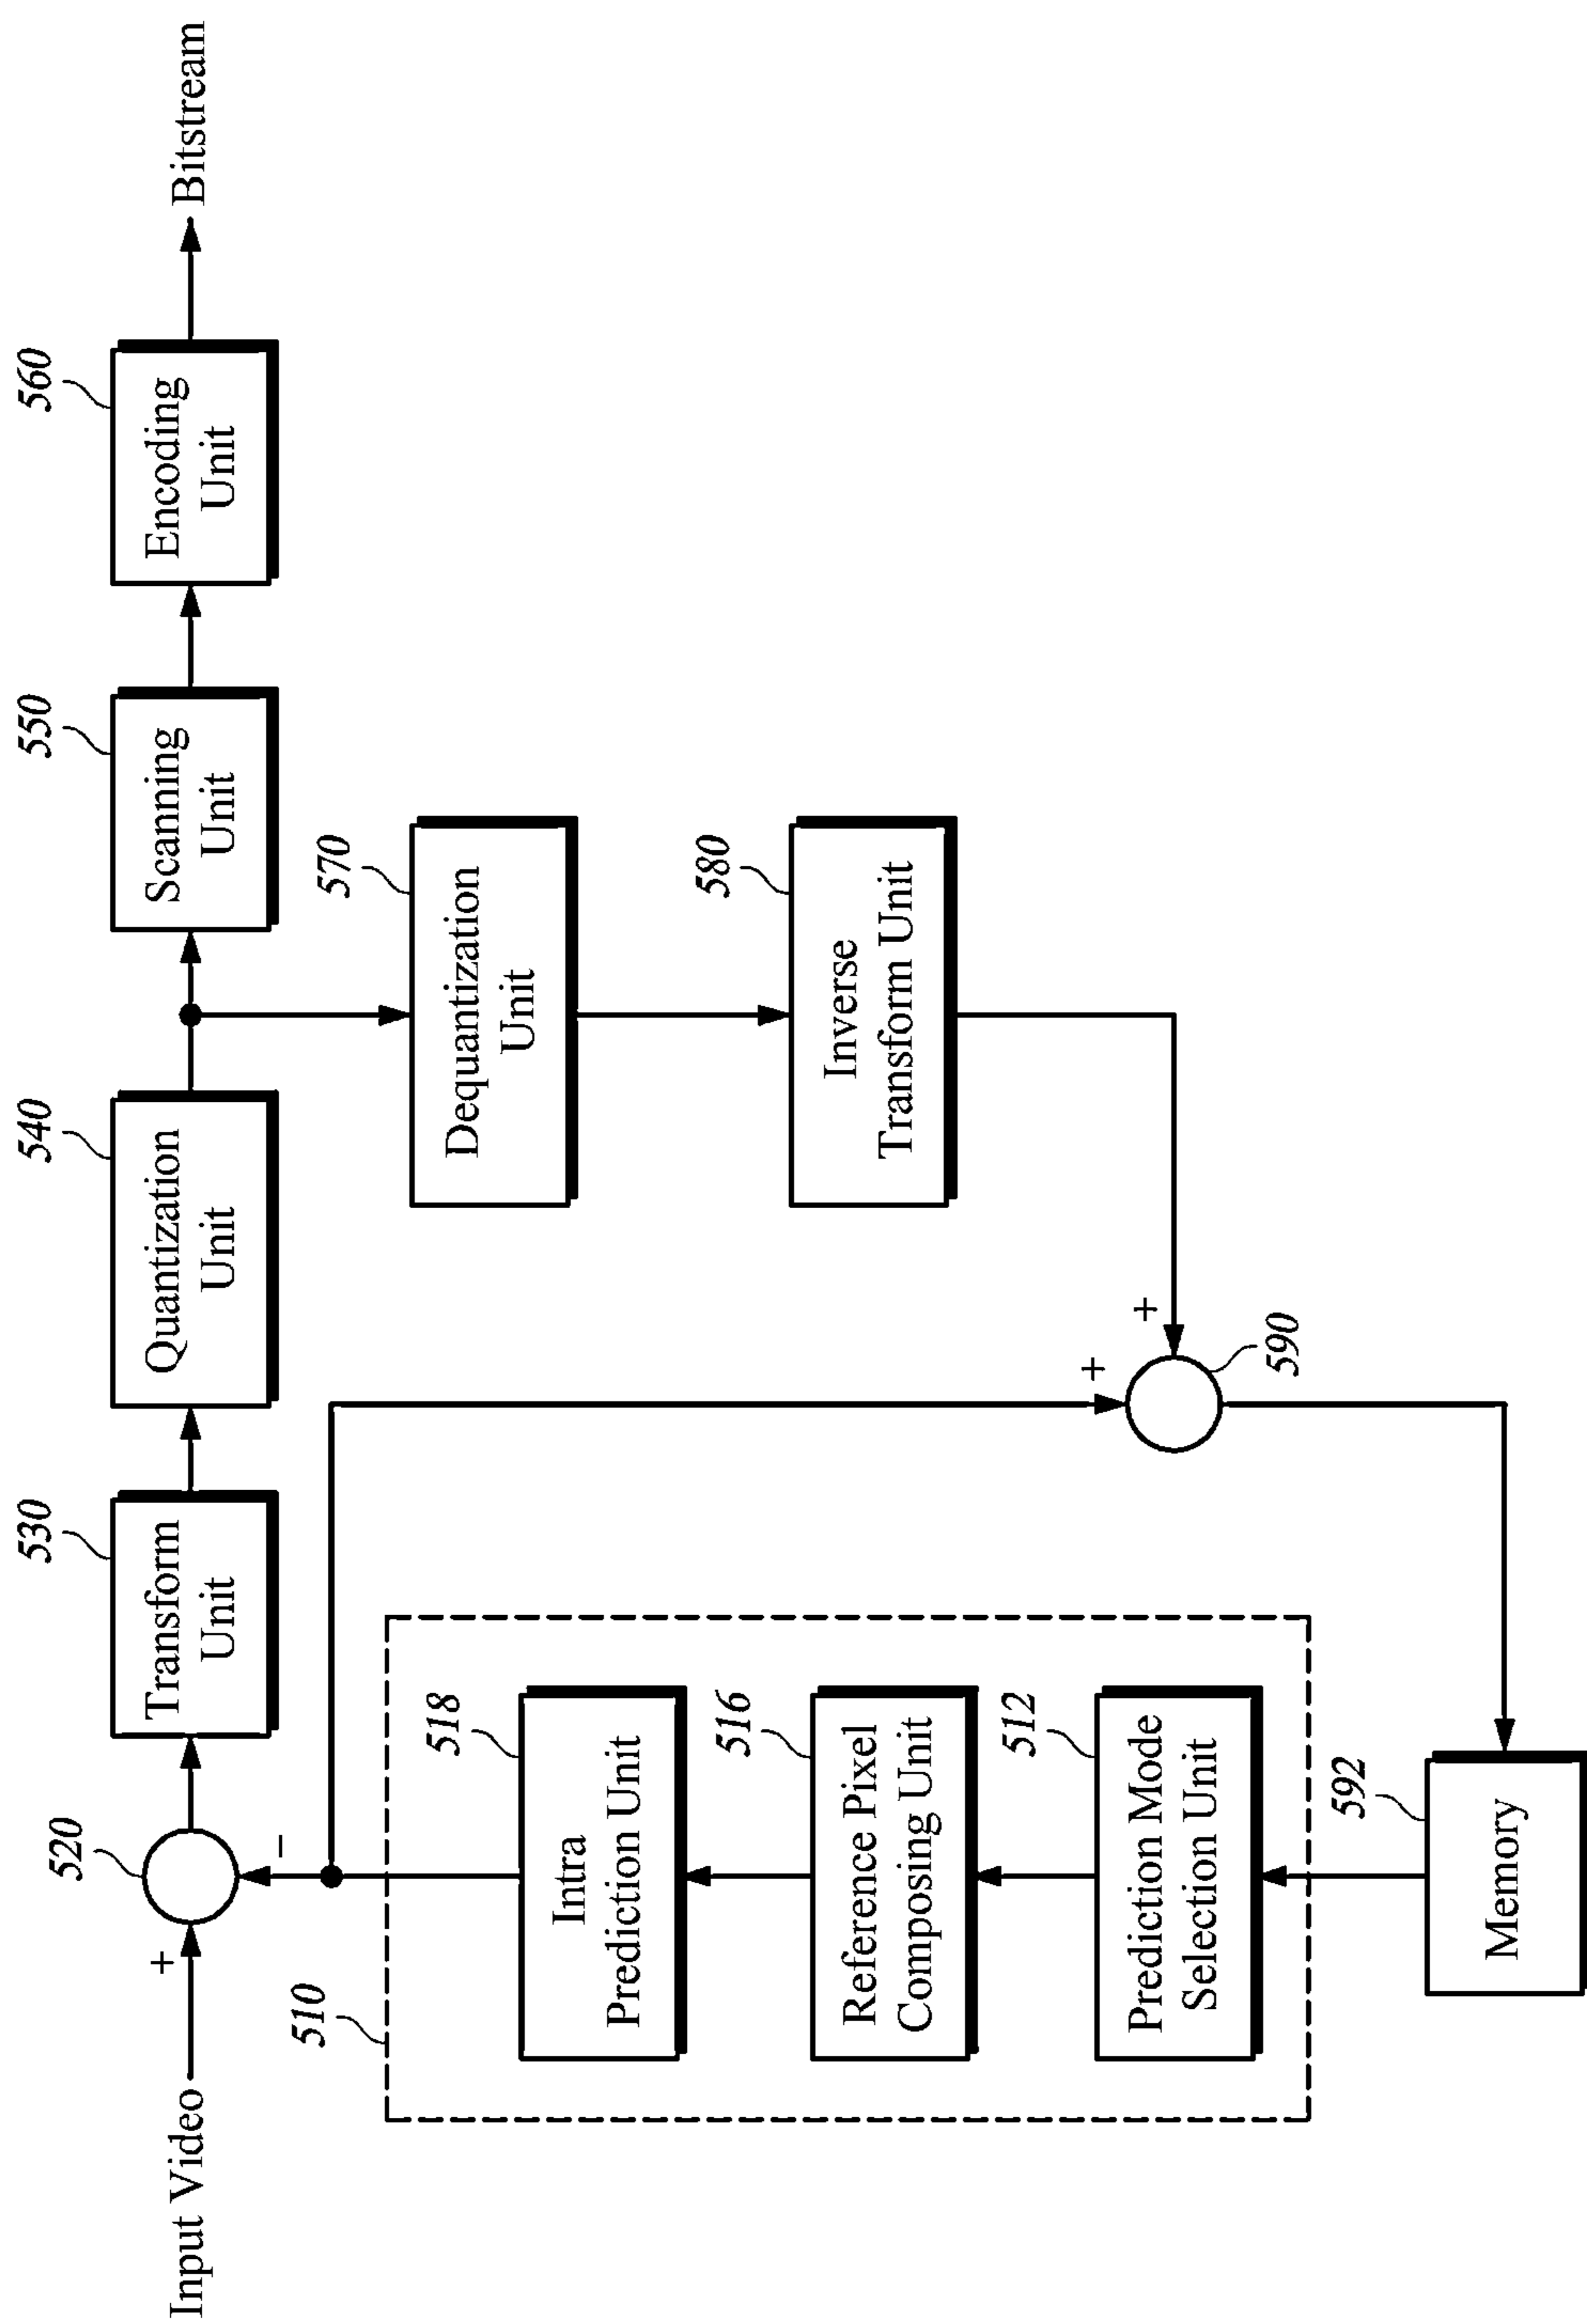 Input Video
+
520
−
530
Transform
Unit
540
Quantization
Unit
550
Scanning
Unit
560
Encoding
Unit
Bitstream
510
518
Intra
Prediction Unit
516
Reference Pixel
Composing Unit
512
Prediction Mode
Selection Unit
570
Dequantization
Unit
580
Inverse
Transform Unit
+
+
590
592
Memory